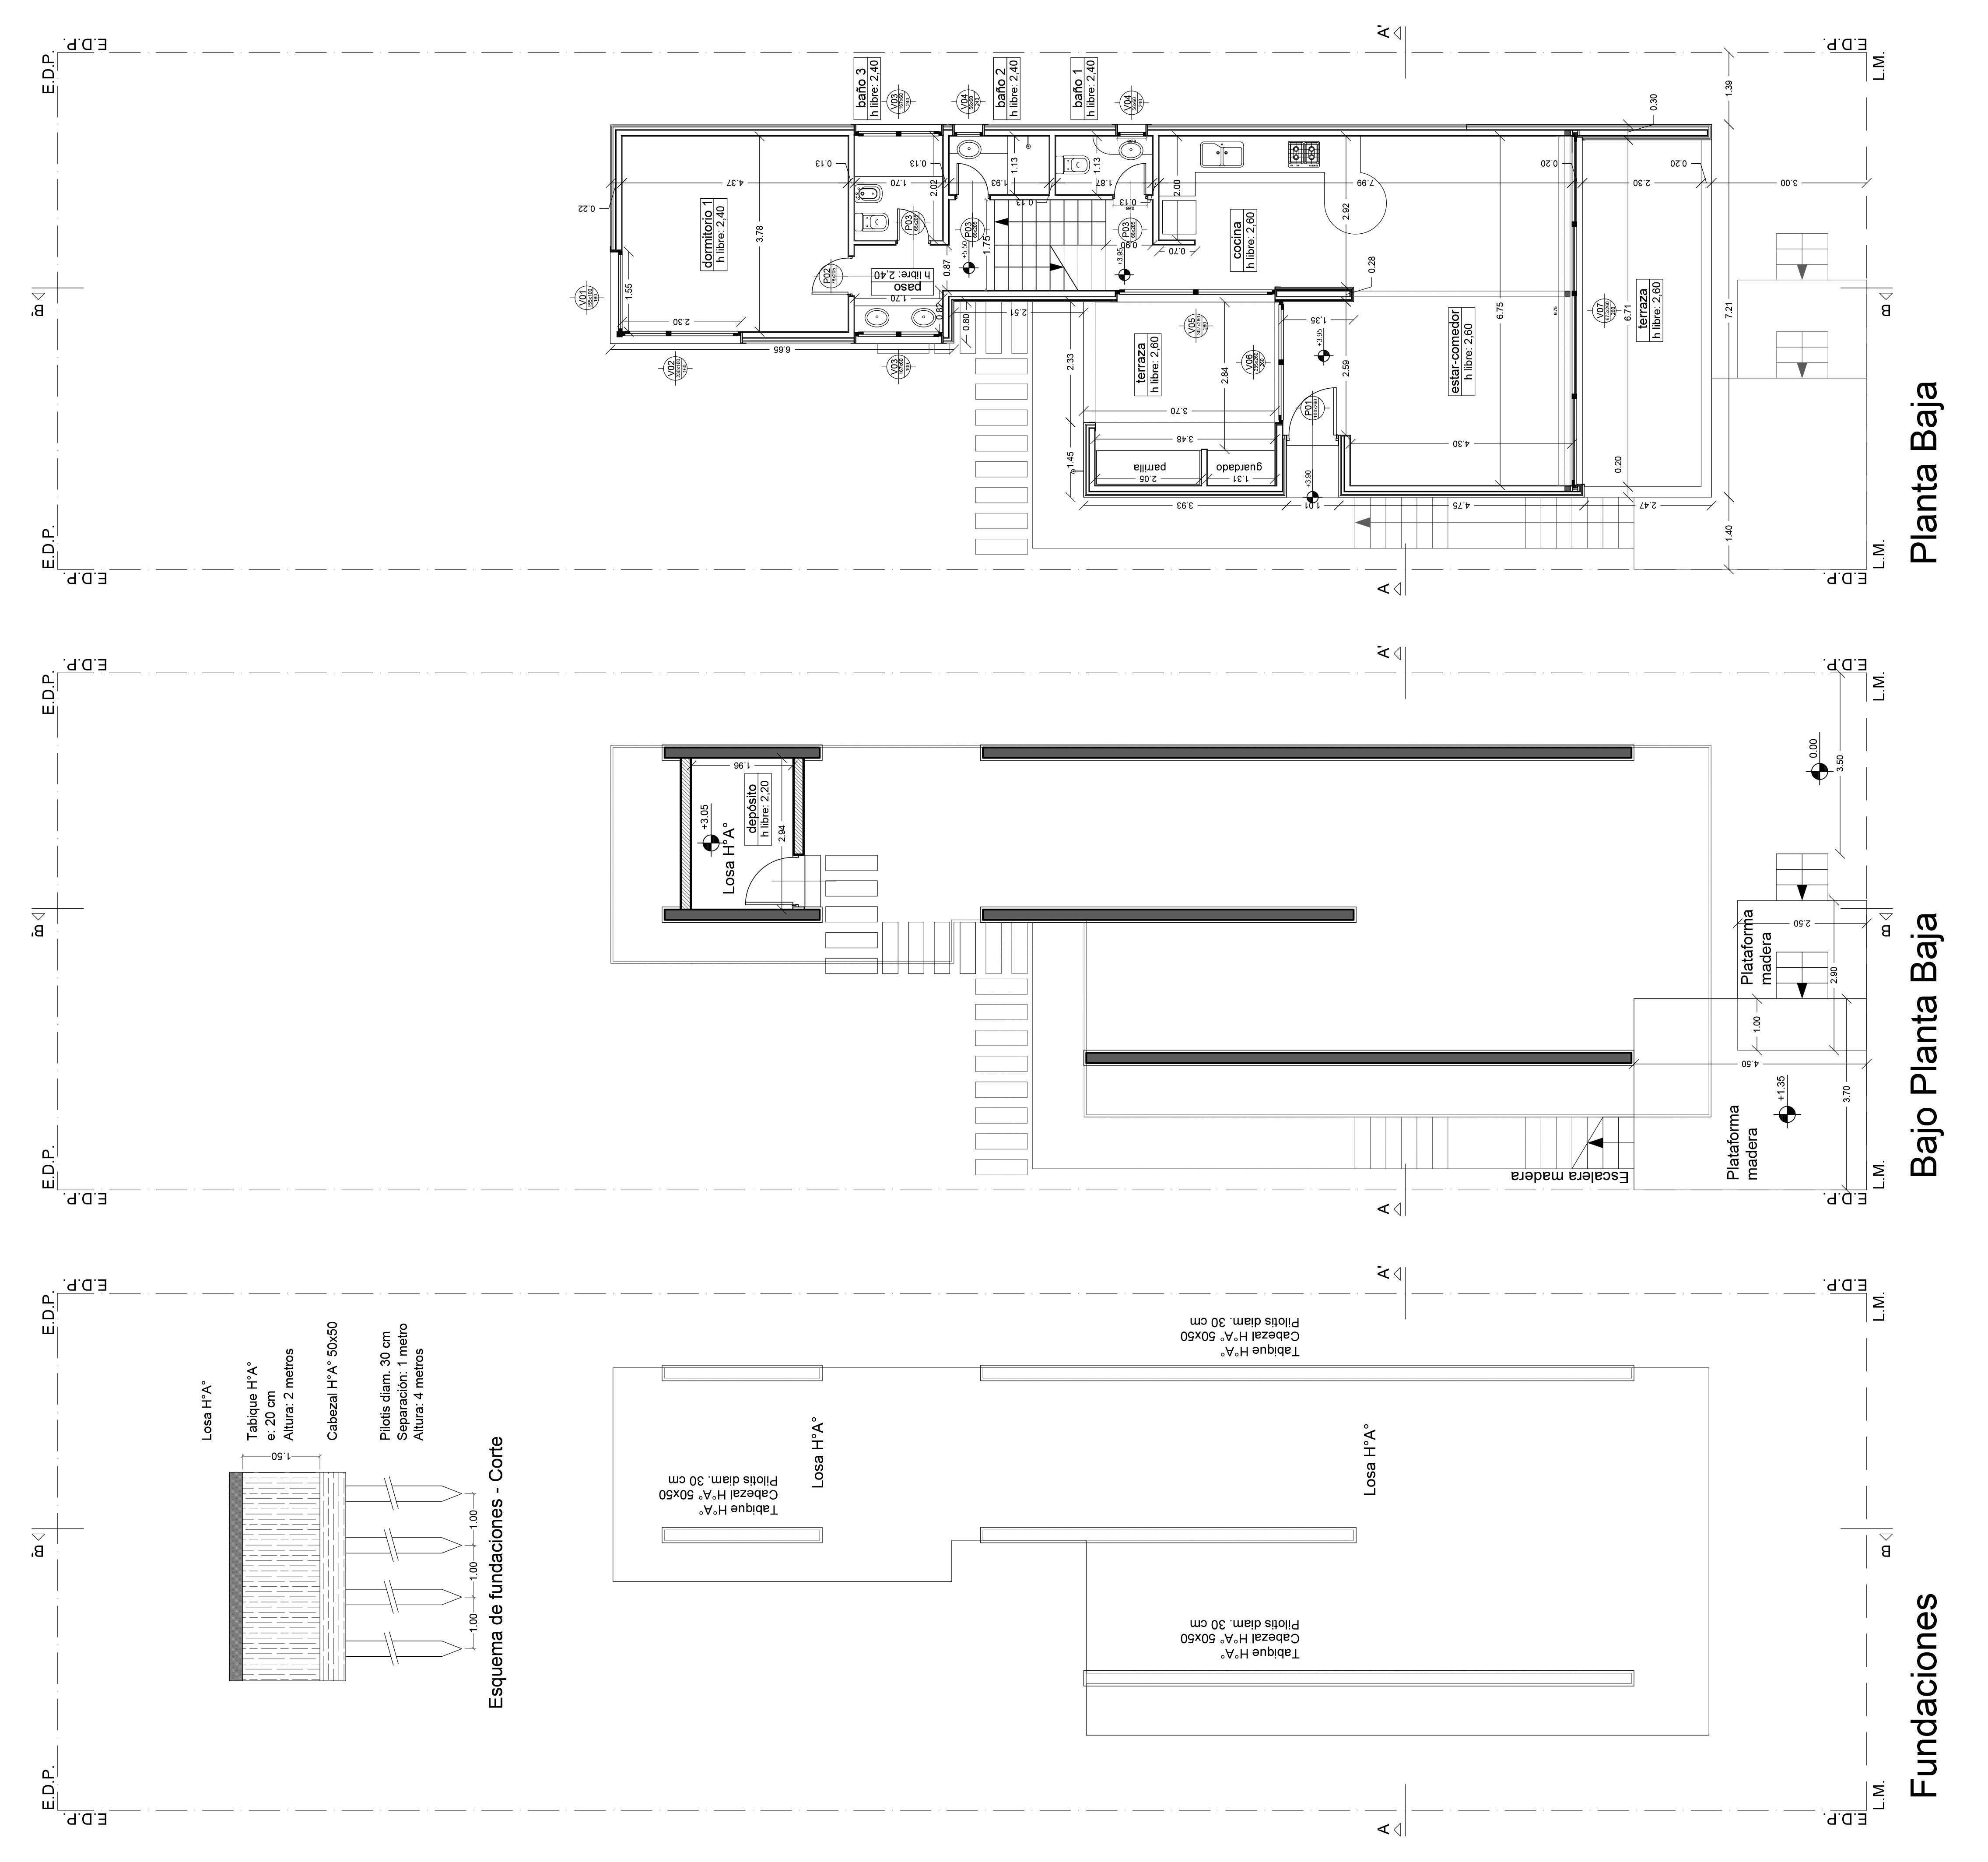 Planta Baja
E.D.P.
E.D.P.
E.D.P.
E.D.P.
E.D.P.
L.M.
E.D.P.
L.M.
A'
A
B'
B
baño 3
h libre: 2,40
baño 2
h libre: 2,40
baño 1
h libre: 2,40
V03
V04
V04
dormitorio 1
h libre: 2,40
paso
h libre: 2,40
cocina
h libre: 2,60
estar-comedor
h libre: 2,60
terraza
h libre: 2,60
terraza
h libre: 2,60
parrilla
guardado
V01
V02
V03
V05
V06
V07
P01
P02
P03
P03
P03
+5.50
+3.95
+3.95
+3.90
0.22
4.37
0.13
1.70
0.13
1.93
0.13
1.87
0.13
7.99
0.20
2.30
0.20
3.00
0.30
1.39
7.21
1.40
3.78
2.02
1.13
1.13
2.00
2.92
6.75
6.71
1.55
2.30
6.65
1.70
0.87
0.82
0.80
1.75
2.51
0.90
0.70
0.28
1.35
2.59
2.33
2.84
3.70
3.48
1.45
2.05
1.31
4.30
0.20
3.93
1.01
4.75
2.47
Bajo Planta Baja
E.D.P.
E.D.P.
E.D.P.
E.D.P.
E.D.P.
L.M.
E.D.P.
L.M.
A'
A
B'
B
1.96
+3.05
Losa H°A°
depósito
h libre: 2,20
2.94
0.00
3.50
2.50
Plataforma
madera
2.90
1.00
4.50
3.70
+1.35
Plataforma
madera
Escalera madera
Fundaciones
E.D.P.
E.D.P.
E.D.P.
E.D.P.
E.D.P.
L.M.
E.D.P.
L.M.
A'
A
B'
B
Losa H°A°
Tabique H°A°
e: 20 cm
Altura: 2 metros
Cabezal H°A° 50x50
Pilotis diam. 30 cm
Separación: 1 metro
Altura: 4 metros
1.50
1.00
1.00
1.00
Esquema de fundaciones - Corte
Tabique H°A°
Cabezal H°A° 50x50
Pilotis diam. 30 cm
Losa H°A°
Losa H°A°
Tabique H°A°
Cabezal H°A° 50x50
Pilotis diam. 30 cm
Tabique H°A°
Cabezal H°A° 50x50
Pilotis diam. 30 cm